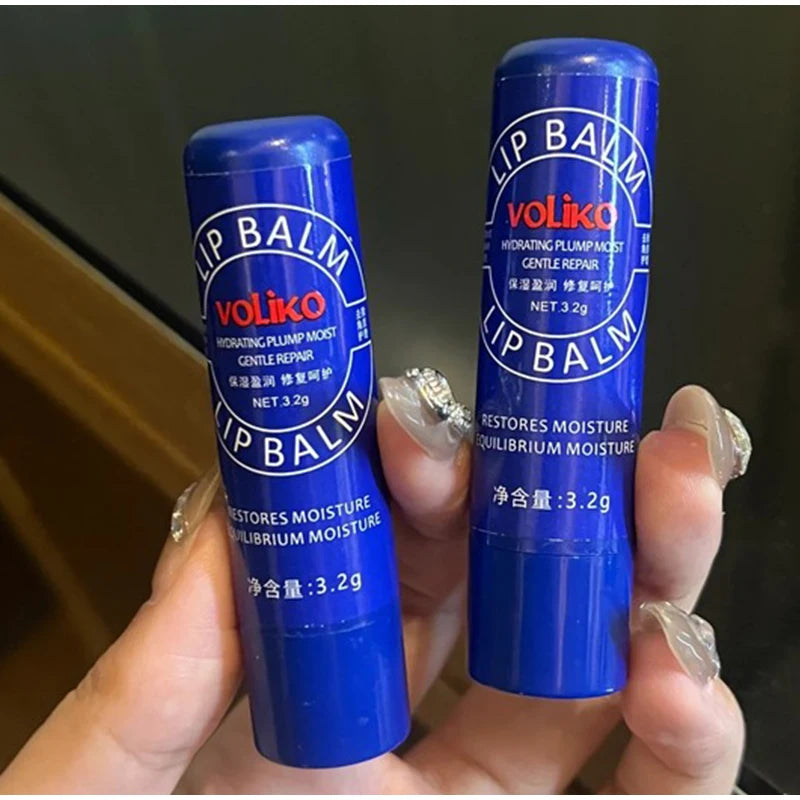 LIP BALM
VOLiKO
HYDRATING PLUMP MOIST
GENTLE REPAIR
保湿盈润 修复呵护
NET.3.2g
LIP BALM
RESTORES MOISTURE
EQUILIBRIUM MOISTURE
净含量:3.2g
LIP BALM
VOLiKO
HYDRATING PLUMP MOIST
GENTLE REPAIR
保湿盈润 修复呵护
NET.3.2g
LIP BALM
RESTORES MOISTURE
EQUILIBRIUM MOISTURE
净含量:3.2g